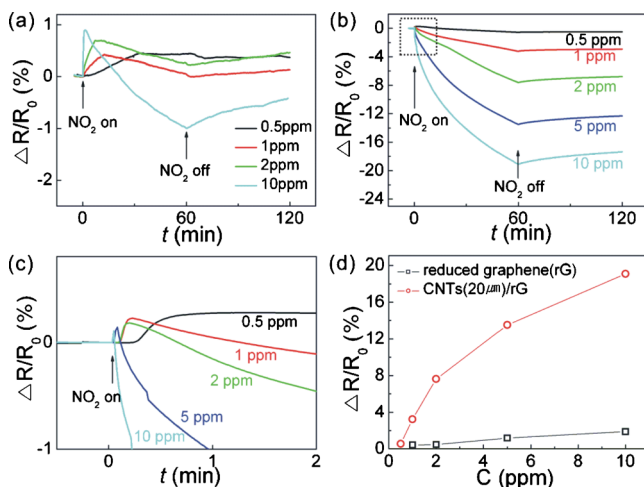 (a)
△R/R₀ (%)
2
1
0
-1
-2
NO₂ on
NO₂ off
0.5ppm
1ppm
2ppm
10ppm
0
60
120
t (min)
(b)
△R/R₀ (%)
0
-4
-8
-12
-16
-20
-24
NO₂ on
NO₂ off
0.5ppm
1 ppm
2 ppm
5 ppm
10 ppm
0
60
120
t (min)
(c)
△R/R₀ (%)
1
0
-1
NO₂ on
0.5 ppm
1 ppm
2 ppm
5 ppm
10 ppm
0
1
2
t (min)
(d)
△R/R₀ (%)
20
16
12
8
4
0
reduced graphene(rG)
CNTs(20㎛)/rG
0
2
4
6
8
10
C (ppm)